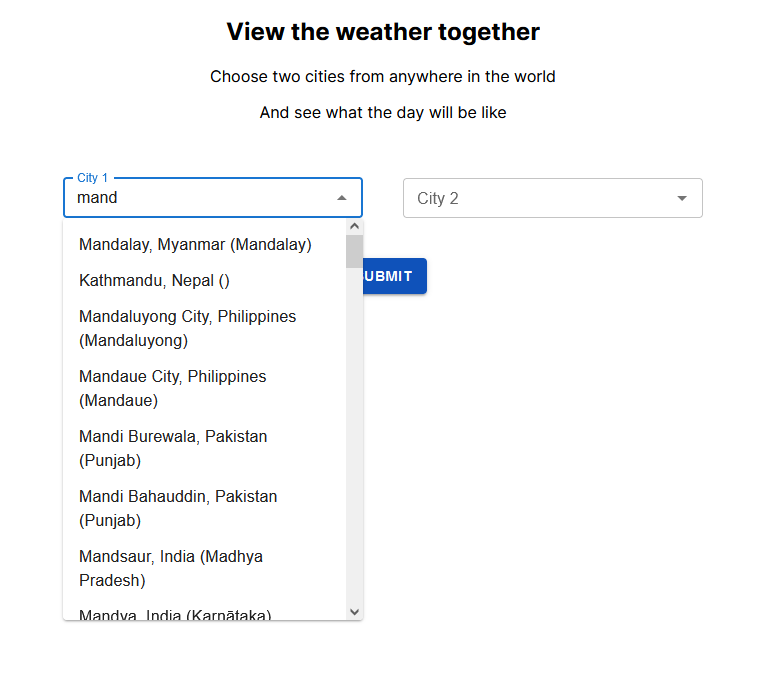 View the weather together
Choose two cities from anywhere in the world
And see what the day will be like
City 1
mand
City 2
Mandalay, Myanmar (Mandalay)
Kathmandu, Nepal ()
UBMIT
Mandaluyong City, Philippines
(Mandaluyong)
Mandaue City, Philippines
(Mandaue)
Mandi Burewala, Pakistan
(Punjab)
Mandi Bahauddin, Pakistan
(Punjab)
Mandsaur, India (Madhya
Pradesh)
Mandya, India (Karnātaka)